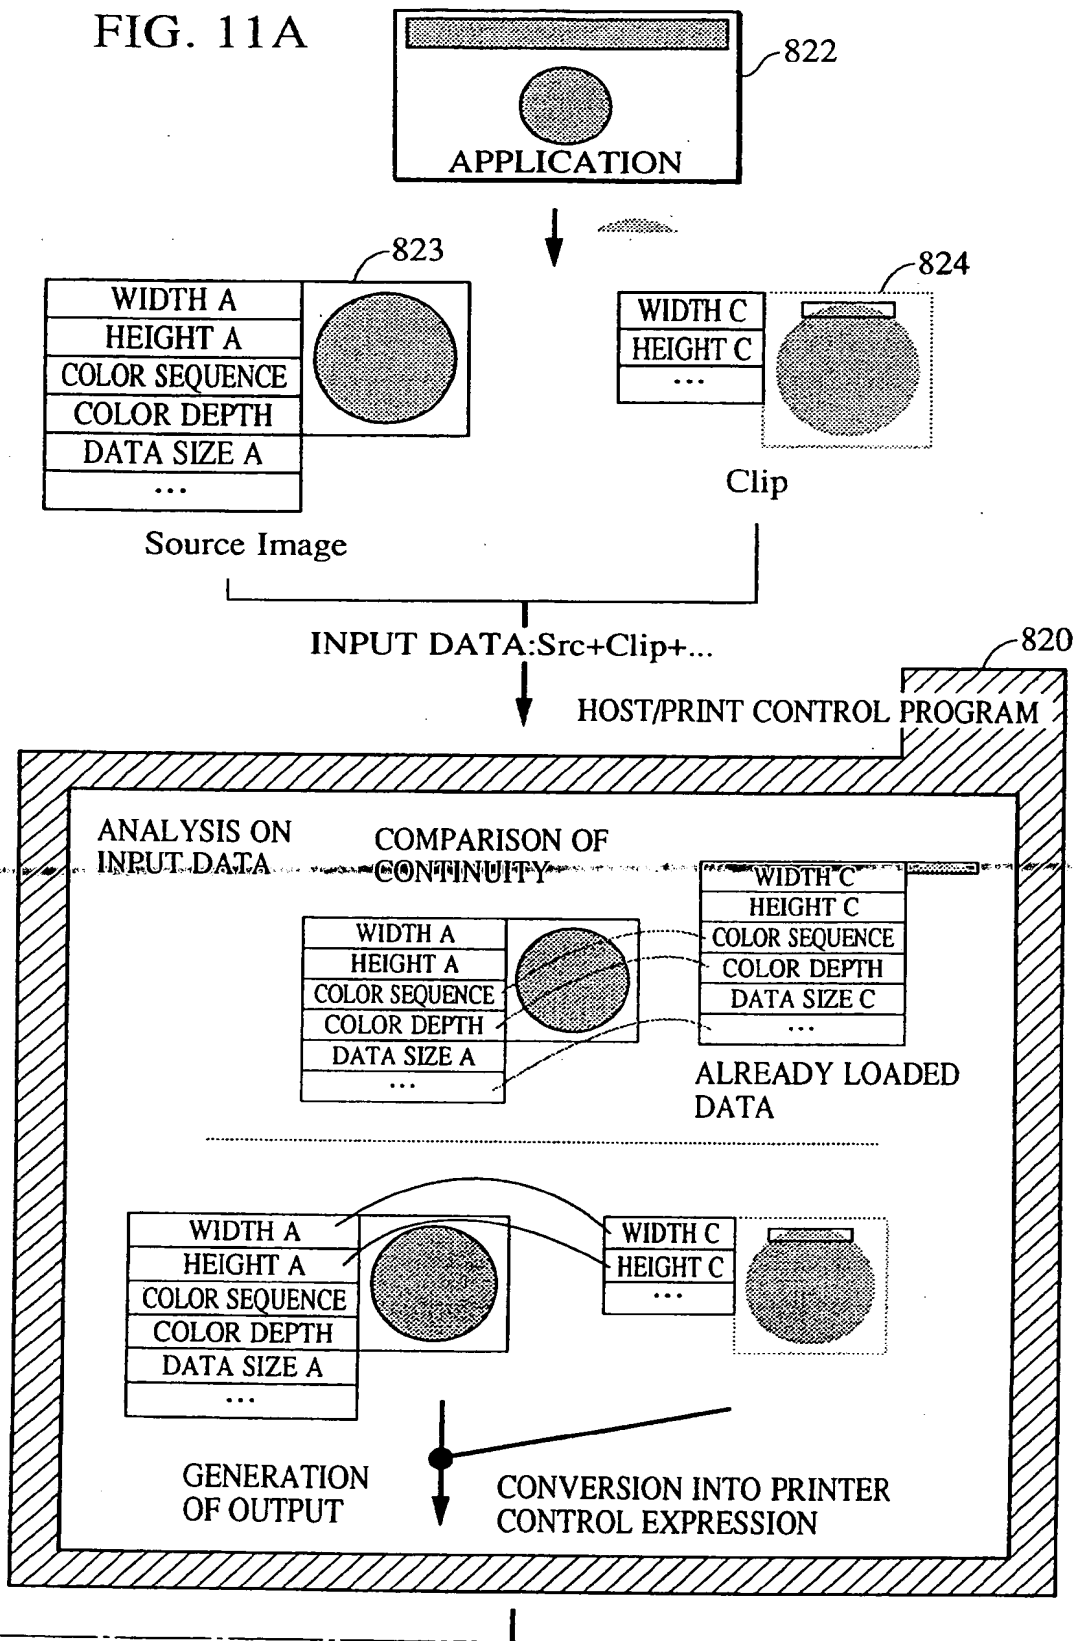 FIG. 11A
822
APPLICATION
823
WIDTH A
HEIGHT A
COLOR SEQUENCE
COLOR DEPTH
DATA SIZE A
...
Source Image
824
WIDTH C
HEIGHT C
...
Clip
INPUT DATA:Src+Clip+...
820
HOST/PRINT CONTROL PROGRAM
ANALYSIS ON
INPUT DATA
COMPARISON OF
CONTINUITY
WIDTH A
HEIGHT A
COLOR SEQUENCE
COLOR DEPTH
DATA SIZE A
...
WIDTH C
HEIGHT C
COLOR SEQUENCE
COLOR DEPTH
DATA SIZE C
...
ALREADY LOADED
DATA
WIDTH A
HEIGHT A
COLOR SEQUENCE
COLOR DEPTH
DATA SIZE A
...
WIDTH C
HEIGHT C
...
GENERATION
OF OUTPUT
CONVERSION INTO PRINTER
CONTROL EXPRESSION